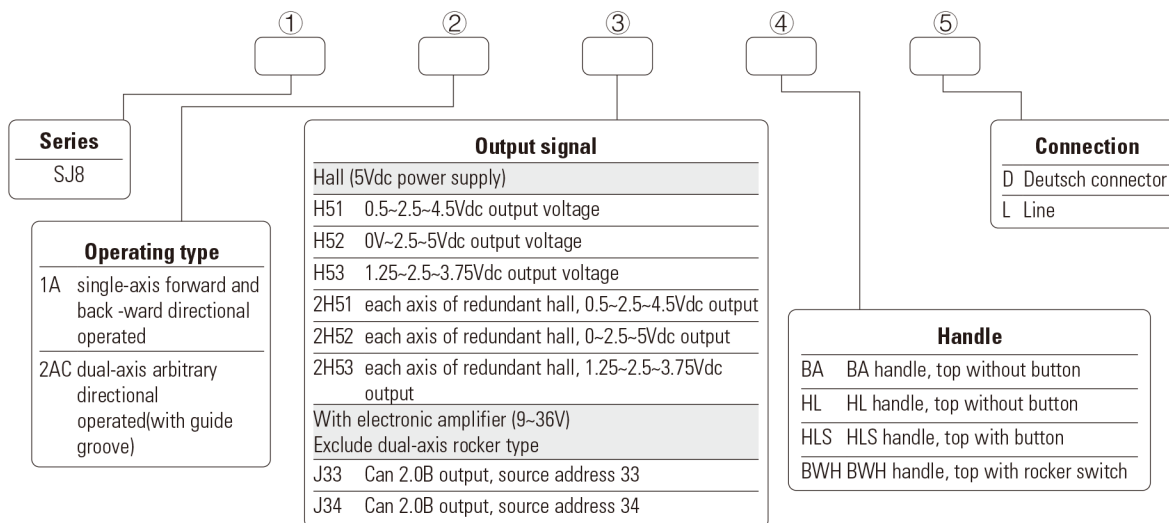 ① ② ③ ④ ⑤
Series
SJ8
Operating type
1A single-axis forward and
back -ward directional
operated
2AC dual-axis arbitrary
directional
operated(with guide
groove)
Output signal
Hall (5Vdc power supply)
H51 0.5~2.5~4.5Vdc output voltage
H52 0V~2.5~5Vdc output voltage
H53 1.25~2.5~3.75Vdc output voltage
2H51 each axis of redundant hall, 0.5~2.5~4.5Vdc output
2H52 each axis of redundant hall, 0~2.5~5Vdc output
2H53 each axis of redundant hall, 1.25~2.5~3.75Vdc
output
With electronic amplifier (9~36V)
Exclude dual-axis rocker type
J33 Can 2.0B output, source address 33
J34 Can 2.0B output, source address 34
Handle
BA BA handle, top without button
HL HL handle, top without button
HLS HLS handle, top with button
BWH BWH handle, top with rocker switch
Connection
D Deutsch connector
L Line